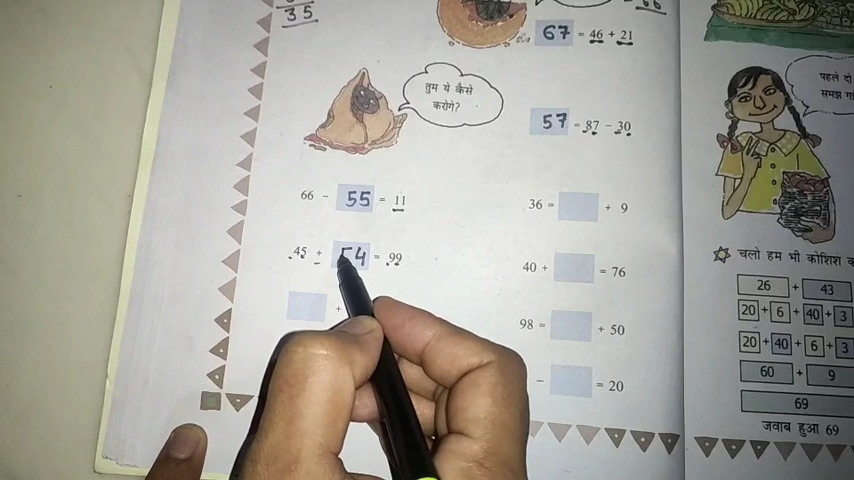 35
67 = 46 + 21
तुम ये कैसे
करोगे?
57 = 87 - 30
पहले दो
66 - 55 = 11
36 = + 9
45 + 54 = 99
40 + = 76
+
98 = + 50
- = 20
चलो हम भी कोशिश
26 + 43
20 + 6 + 40 + 3
20 + 40 + 6 + 3
60 + 9
69
जवाब हुआ 69